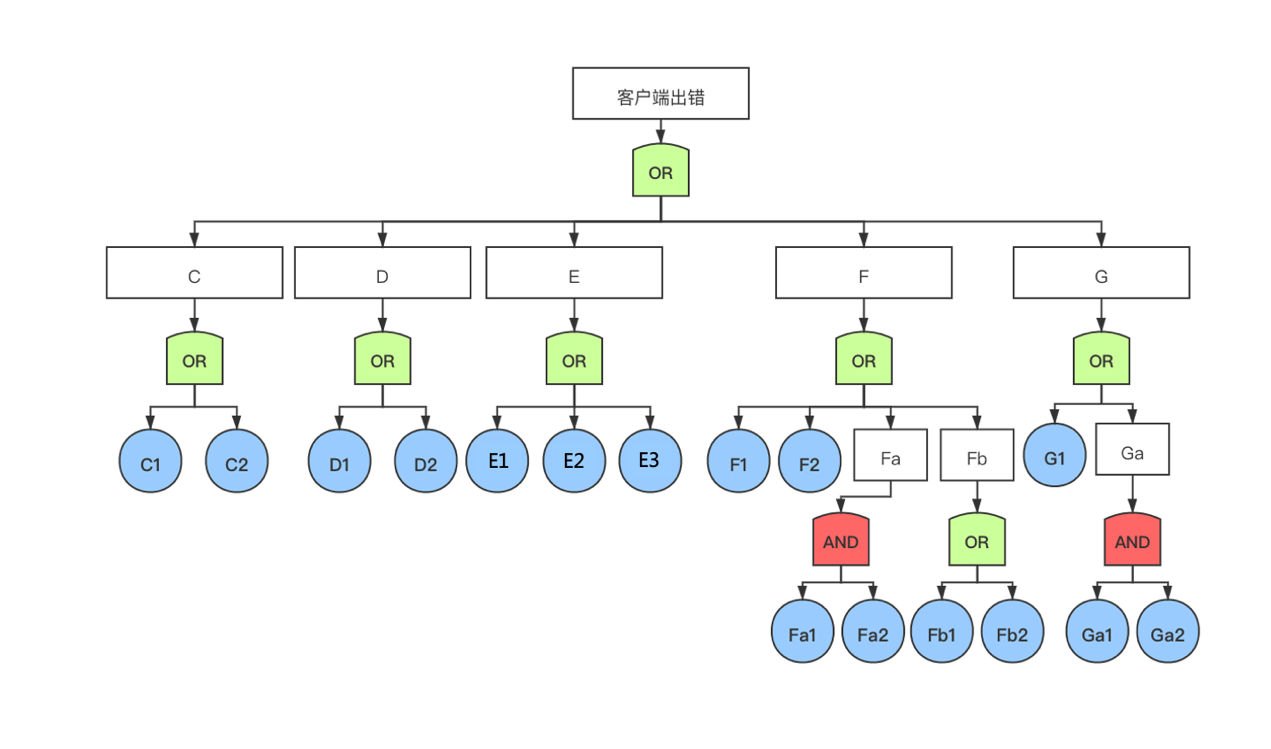 客户端出错
OR
C
D
E
F
G
OR
OR
OR
OR
OR
C1
C2
D1
D2
E1
E2
E3
F1
F2
Fa
Fb
G1
Ga
AND
OR
AND
Fa1
Fa2
Fb1
Fb2
Ga1
Ga2